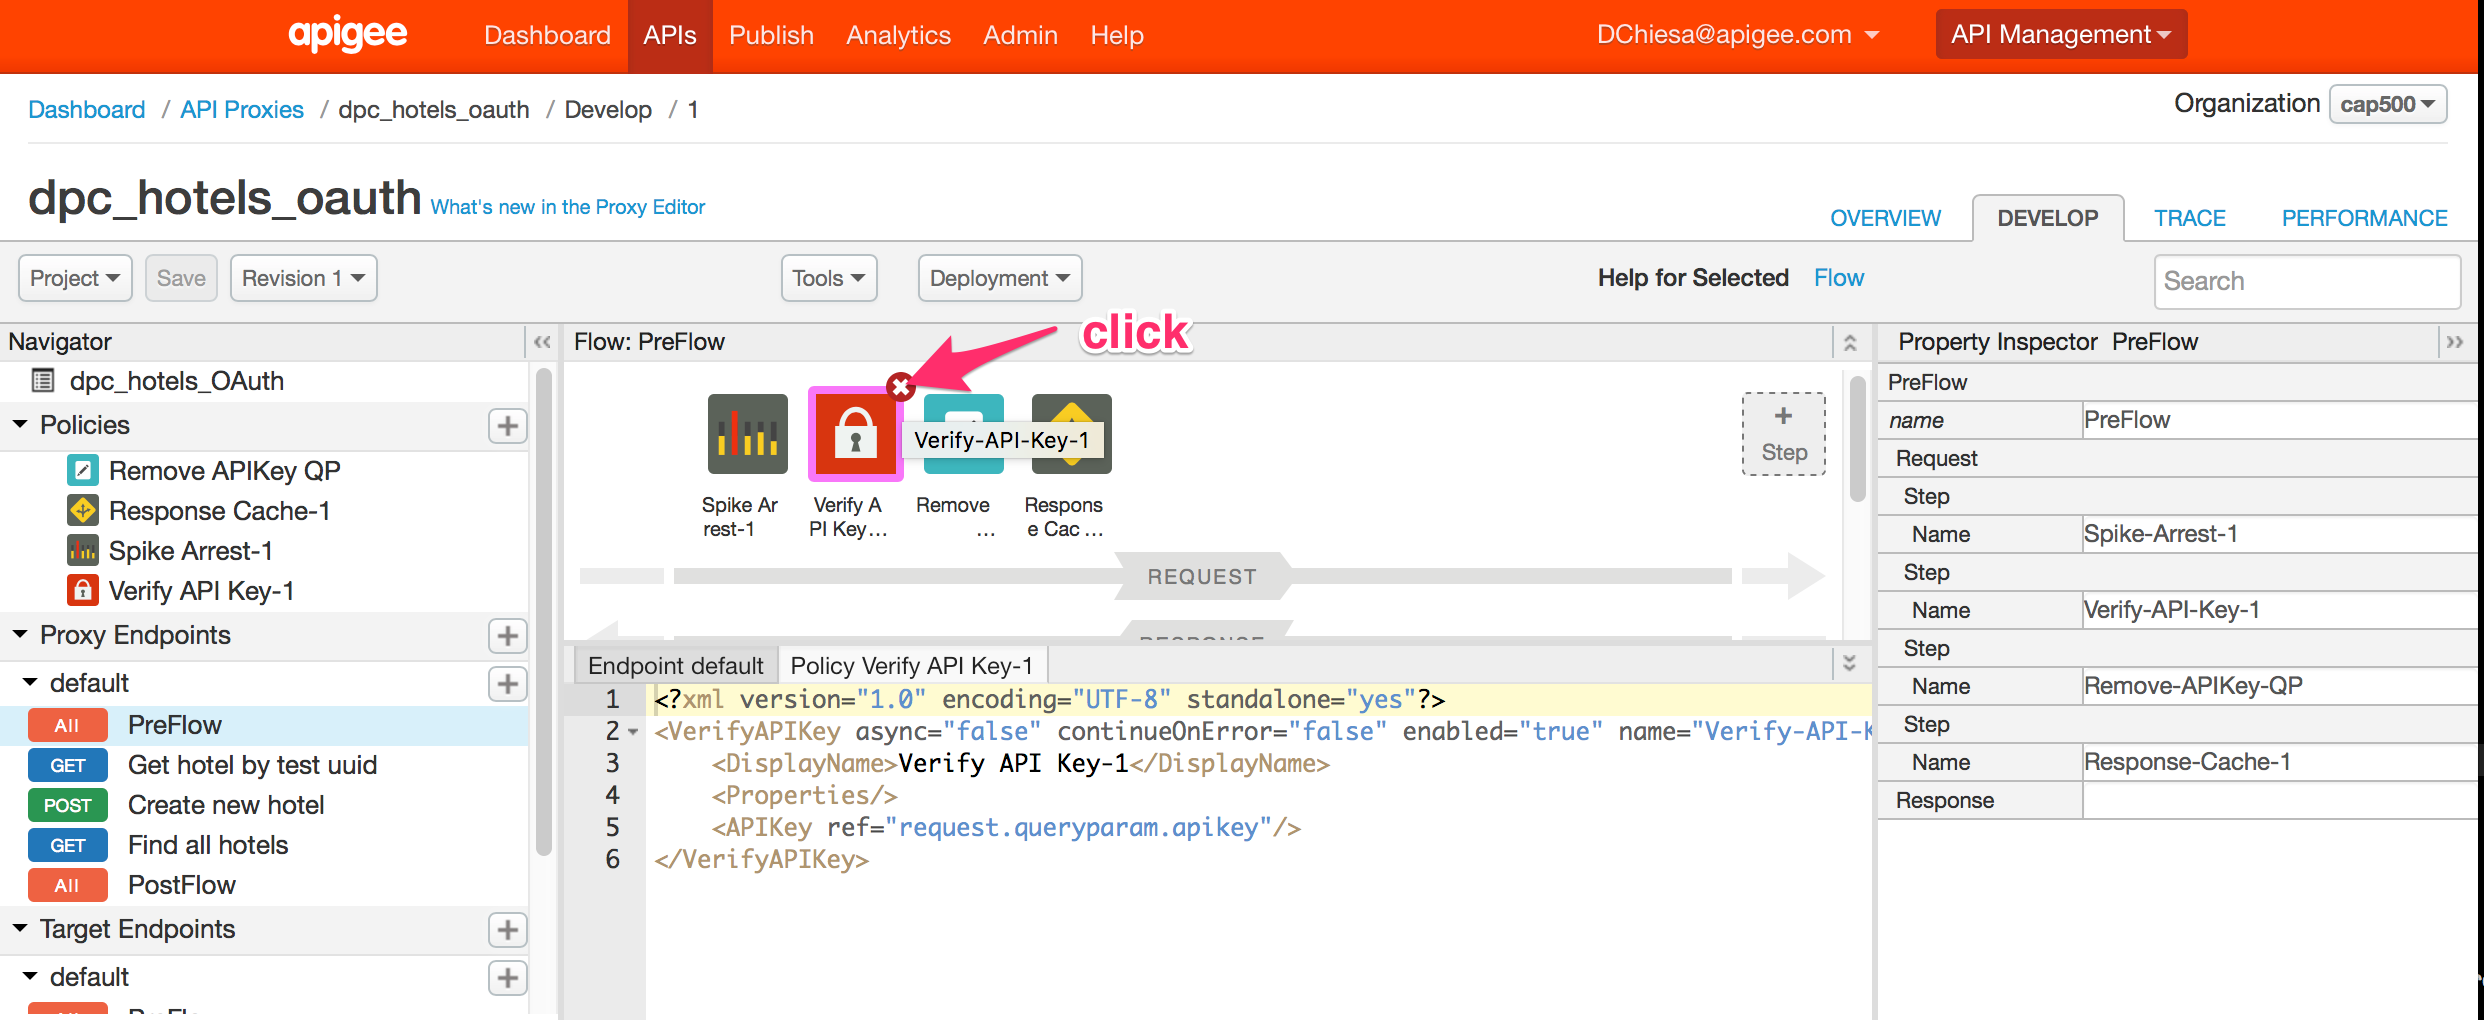 apigee Dashboard APIs Publish Analytics Admin Help DChiesa@apigee.com API Management
Dashboard / API Proxies / dpc_hotels_oauth / Develop / 1 Organization cap500
dpc_hotels_oauth What's new in the Proxy Editor OVERVIEW DEVELOP TRACE PERFORMANCE
Project Save Revision 1 Tools Deployment Help for Selected Flow Search
Navigator
dpc_hotels_OAuth
Policies
Remove APIKey QP
Response Cache-1
Spike Arrest-1
Verify API Key-1
Proxy Endpoints
default
All PreFlow
GET Get hotel by test uuid
POST Create new hotel
GET Find all hotels
All PostFlow
Target Endpoints
default
Flow: PreFlow
click
Verify-API-Key-1
+
Step
Spike Ar
rest-1
Verify A
PI Key...
Remove
...
Respons
e Cac ...
REQUEST
RESPONSE
Endpoint default Policy Verify API Key-1
1 <?xml version="1.0" encoding="UTF-8" standalone="yes"?>
2 <VerifyAPIKey async="false" continueOnError="false" enabled="true" name="Verify-API-K
3 <DisplayName>Verify API Key-1</DisplayName>
4 <Properties/>
5 <APIKey ref="request.queryparam.apikey"/>
6 </VerifyAPIKey>
Property Inspector PreFlow
PreFlow
name PreFlow
Request
Step
Name Spike-Arrest-1
Step
Name Verify-API-Key-1
Step
Name Remove-APIKey-QP
Step
Name Response-Cache-1
Response